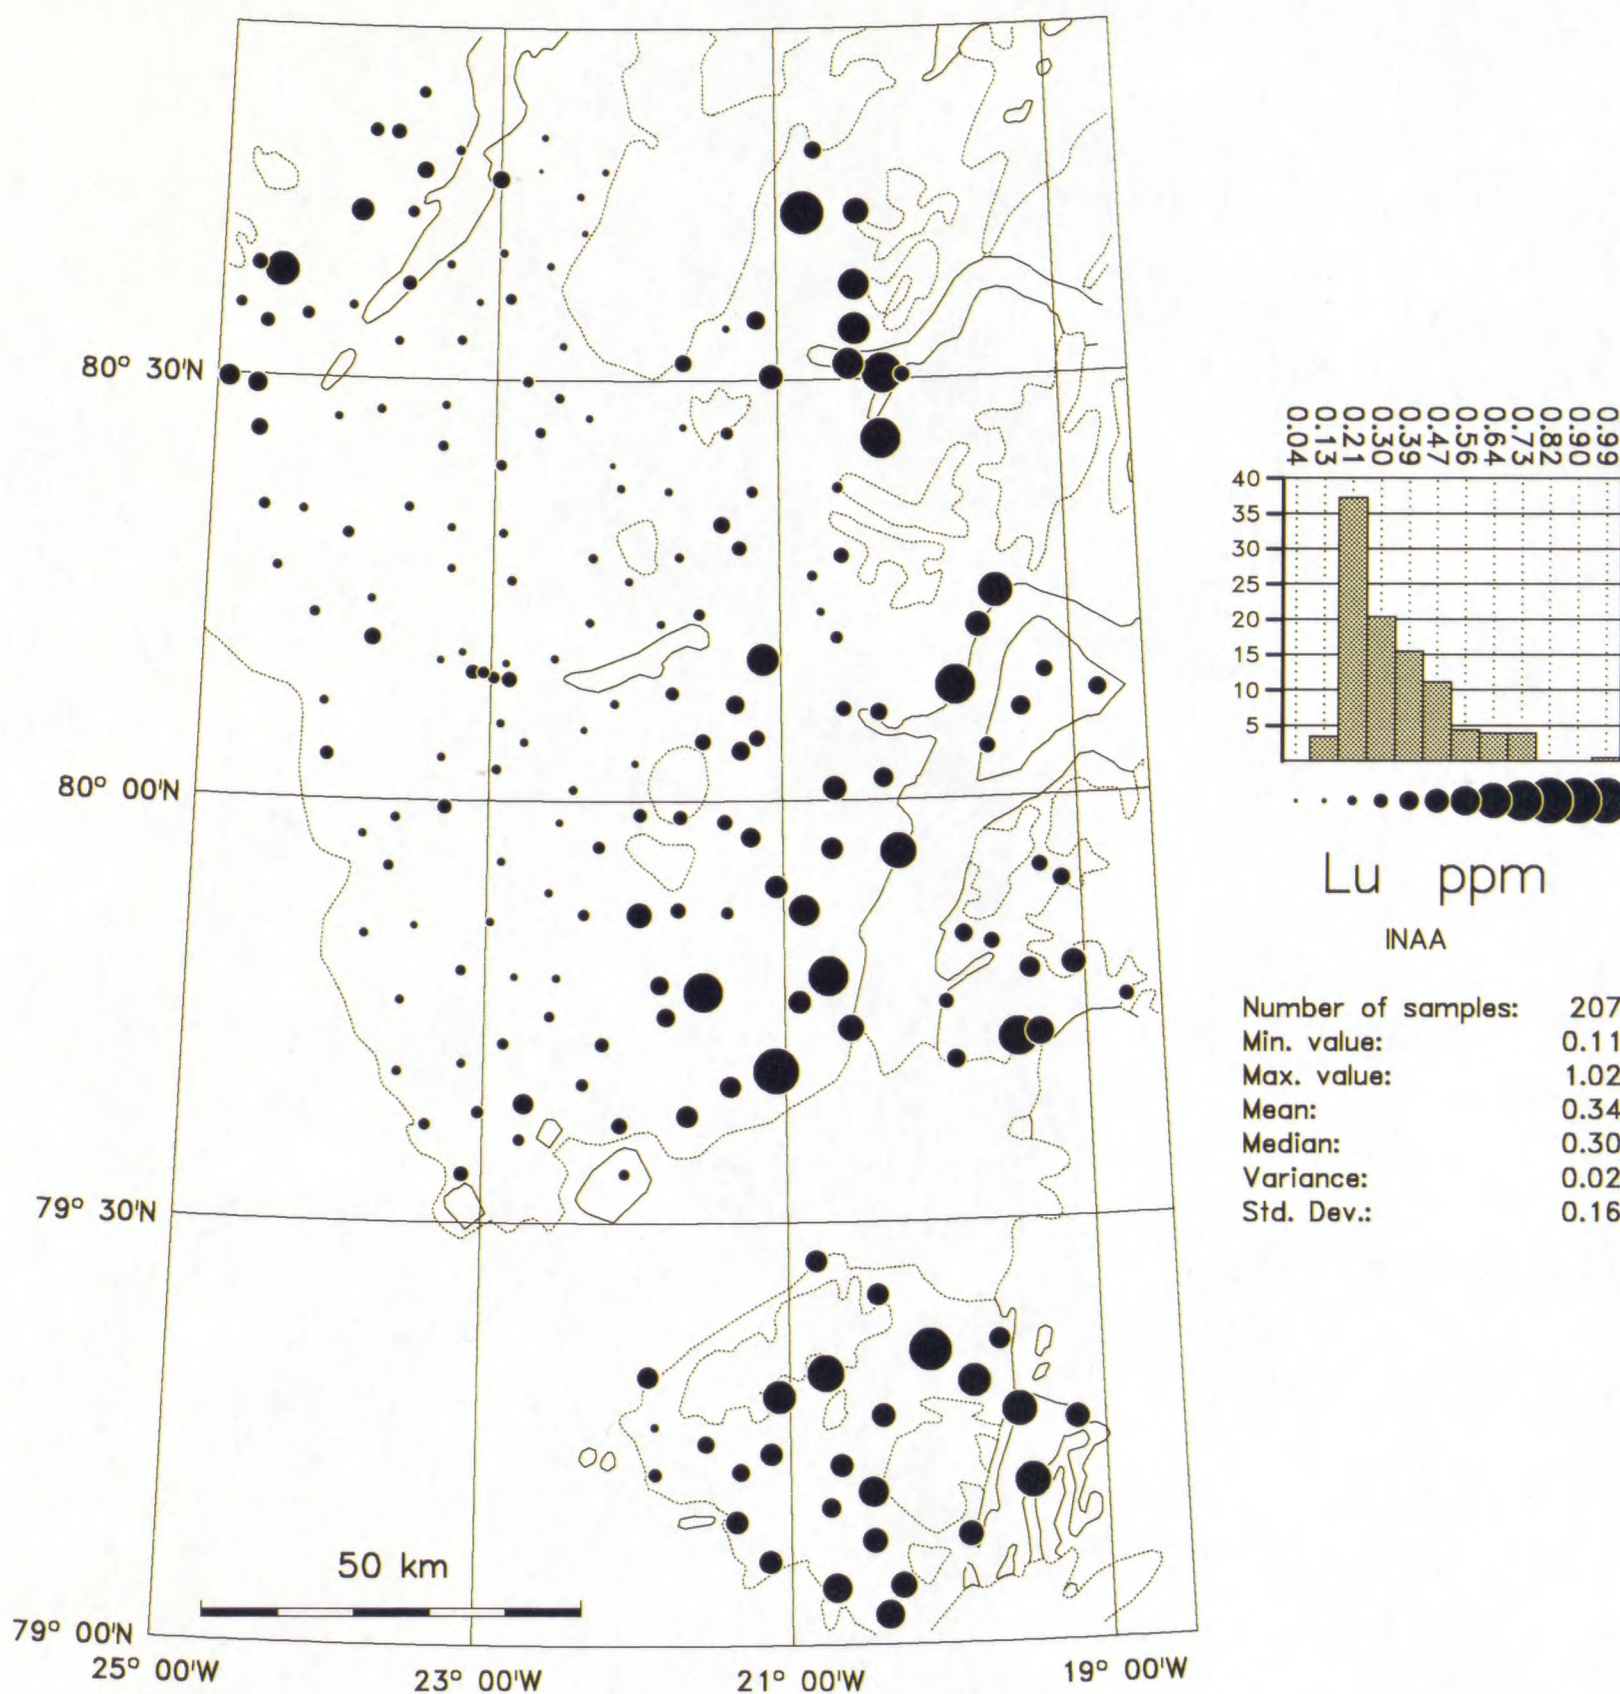 80° 30'N
80° 00'N
79° 30'N
79° 00'N
25° 00'W
23° 00'W
21° 00'W
19° 00'W
50 km
0.04
0.13
0.21
0.30
0.39
0.47
0.56
0.64
0.73
0.82
0.90
0.99
40
35
30
25
20
15
10
5
Lu ppm
INAA
Number of samples: 207
Min. value: 0.11
Max. value: 1.02
Mean: 0.34
Median: 0.30
Variance: 0.02
Std. Dev.: 0.16